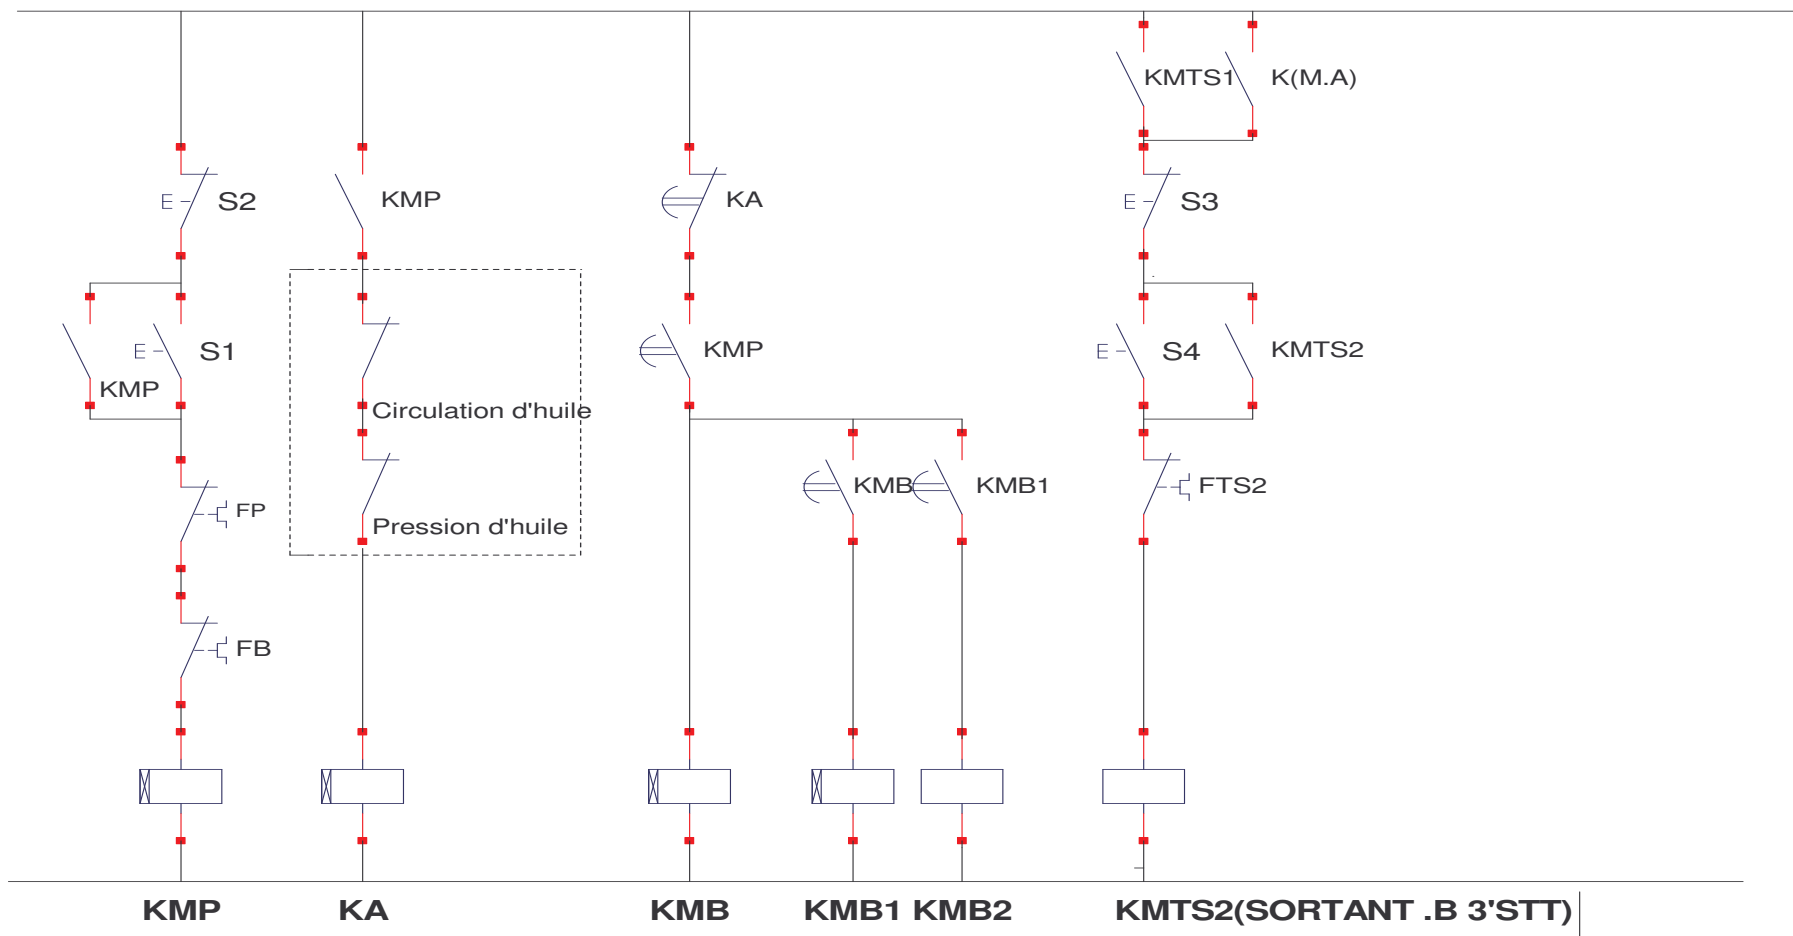 KMTS1 K(M.A)
S2 KMP KA S3
KMP S1 KMP S4 KMTS2
Circulation d'huile
FP KMB KMB1 FTS2
Pression d'huile
FB
KMP KA KMB KMB1 KMB2 KMTS2(SORTANT .B 3'STT)